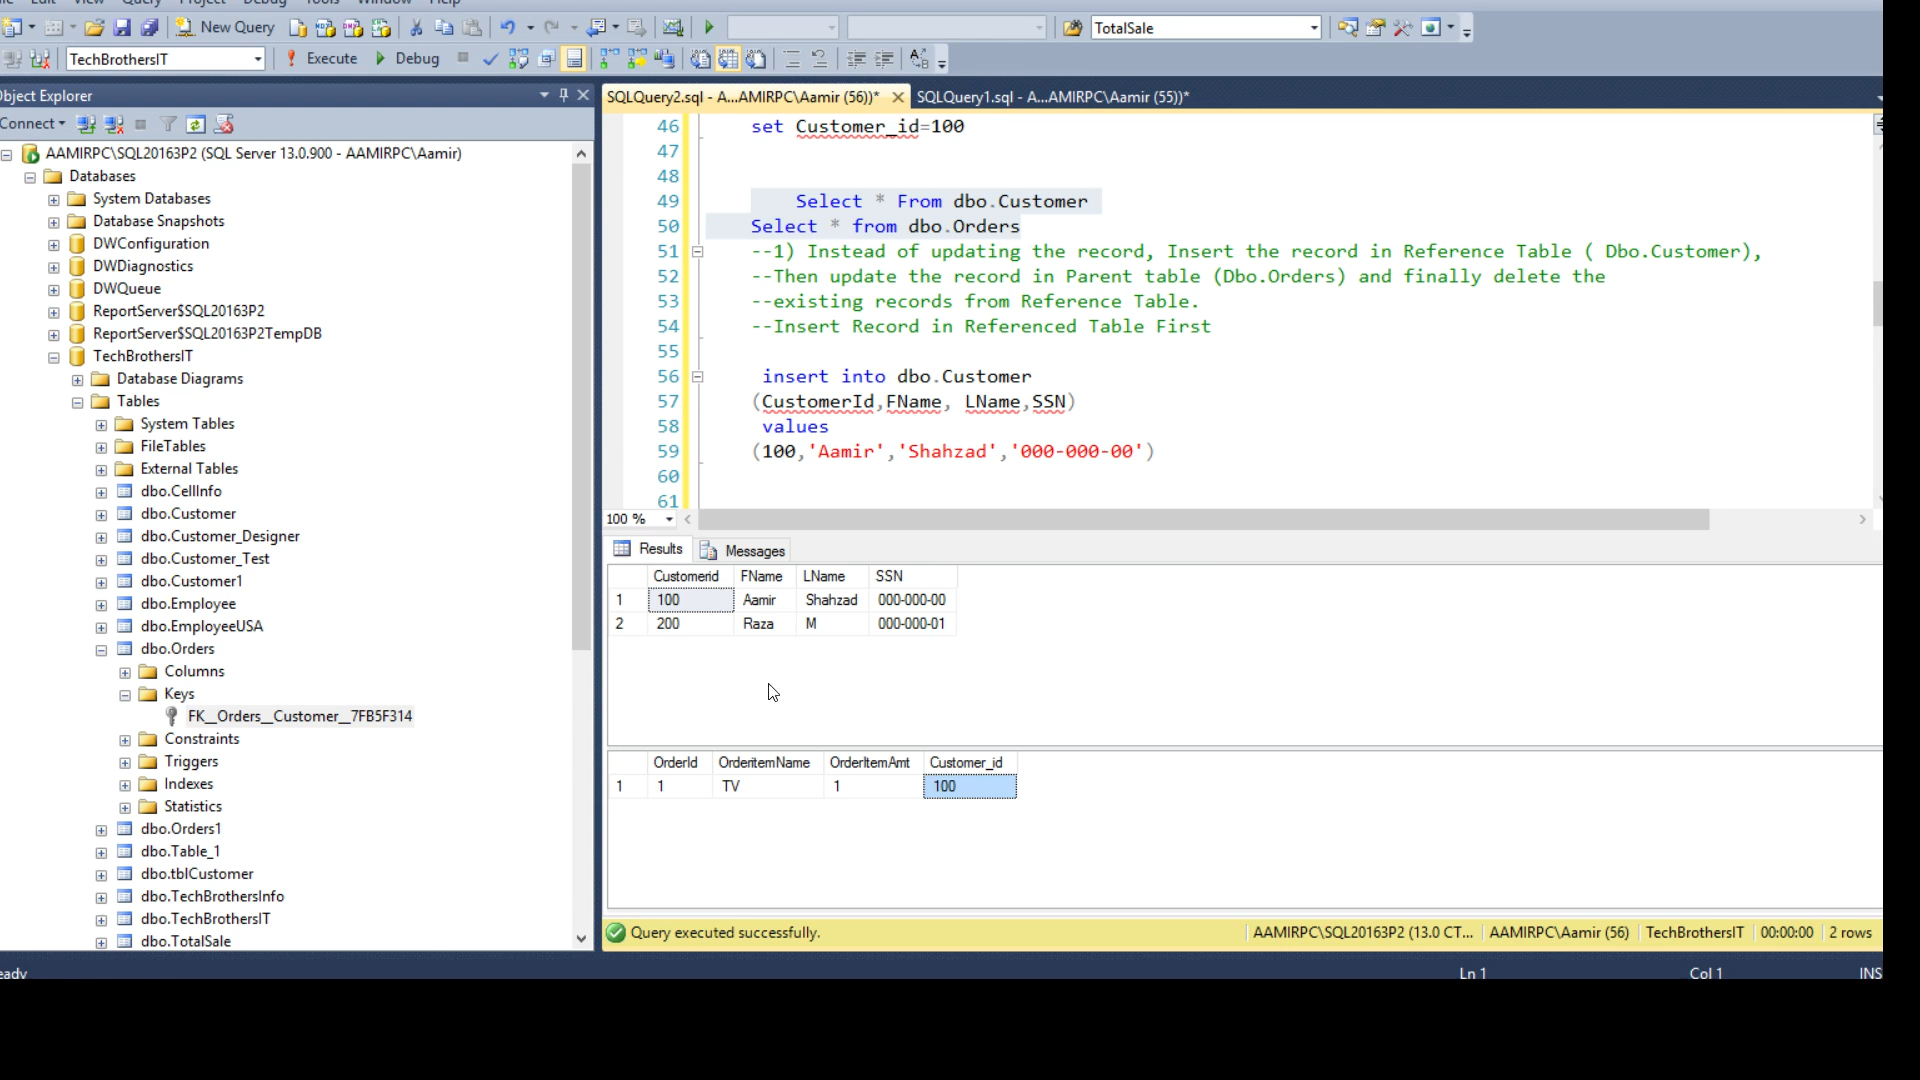 File Edit View Query Project Debug Tools Window Help
New Query TotalSale
TechBrothersIT Execute Debug
Object Explorer
Connect
AAMIRPC\SQL20163P2 (SQL Server 13.0.900 - AAMIRPC\Aamir)
Databases
System Databases
Database Snapshots
DWConfiguration
DWDiagnostics
DWQueue
ReportServer$SQL20163P2
ReportServer$SQL20163P2TempDB
TechBrothersIT
Database Diagrams
Tables
System Tables
FileTables
External Tables
dbo.CellInfo
dbo.Customer
dbo.Customer_Designer
dbo.Customer_Test
dbo.Customer1
dbo.Employee
dbo.EmployeeUSA
dbo.Orders
Columns
Keys
FK__Orders__Customer__7FB5F314
Constraints
Triggers
Indexes
Statistics
dbo.Orders1
dbo.Table_1
dbo.tblCustomer
dbo.TechBrothersInfo
dbo.TechBrothersIT
dbo.TotalSale
SQLQuery2.sql - A...AMIRPC\Aamir (56))* SQLQuery1.sql - A...AMIRPC\Aamir (55))*
46 set Customer_id=100
47
48
49 Select * From dbo.Customer
50 Select * from dbo.Orders
51 --1) Instead of updating the record, Insert the record in Reference Table ( Dbo.Customer),
52 --Then update the record in Parent table (Dbo.Orders) and finally delete the
53 --existing records from Reference Table.
54 --Insert Record in Referenced Table First
55
56 insert into dbo.Customer
57 (CustomerId,FName, LName,SSN)
58 values
59 (100,'Aamir','Shahzad','000-000-00')
60
61
100 %
Results Messages
Customerid FName LName SSN
1 100 Aamir Shahzad 000-000-00
2 200 Raza M 000-000-01
OrderId OrderitemName OrderItemAmt Customer_id
1 1 TV 1 100
Query executed successfully. AAMIRPC\SQL20163P2 (13.0 CT... AAMIRPC\Aamir (56) TechBrothersIT 00:00:00 2 rows
eady Ln 1 Col 1 INS